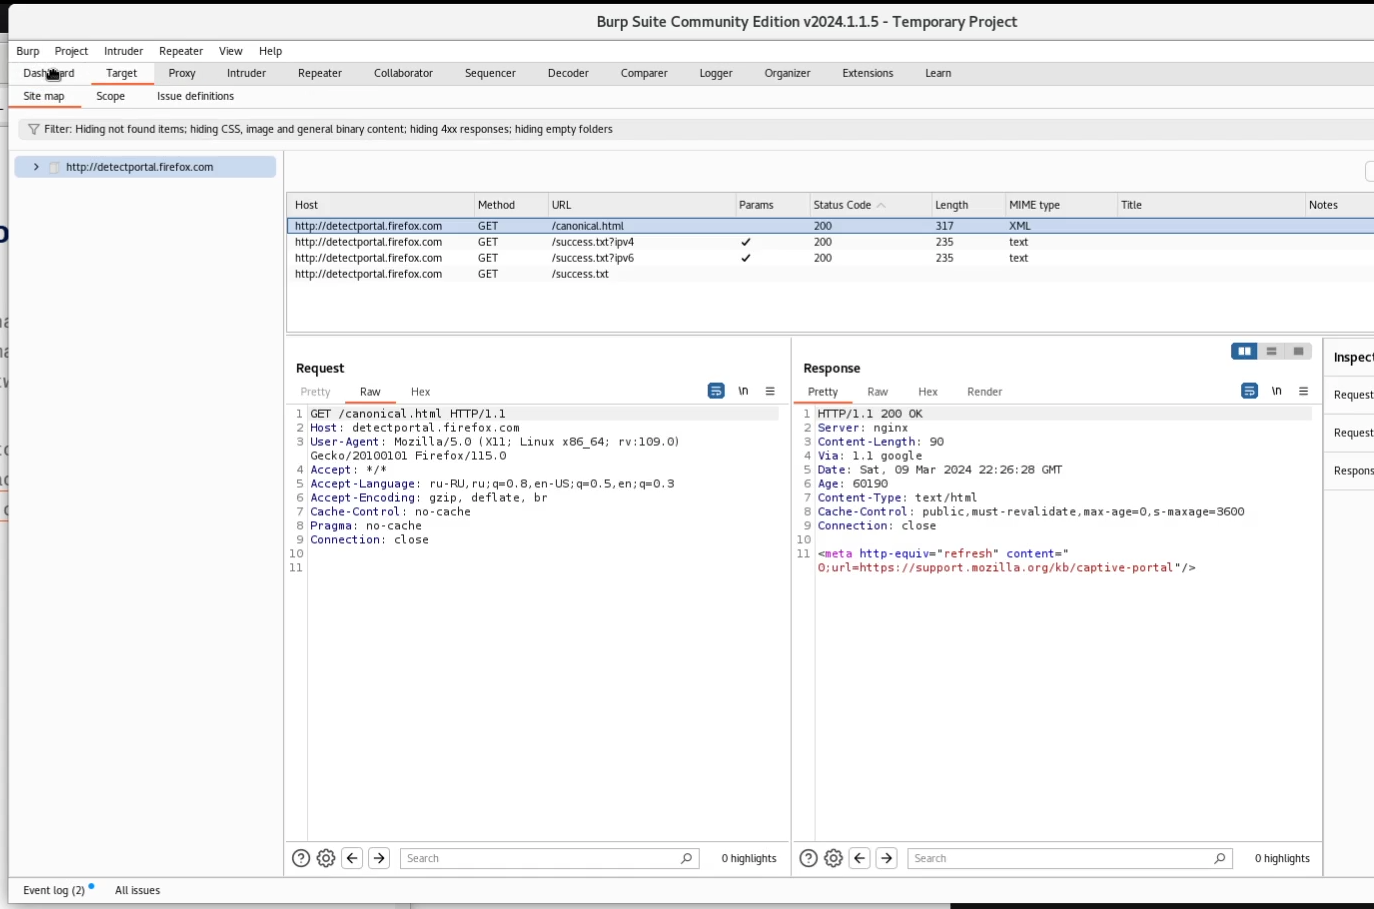 Burp Suite Community Edition v2024.1.1.5 - Temporary Project
Burp Project Intruder Repeater View Help
Dashboard Target Proxy Intruder Repeater Collaborator Sequencer Decoder Comparer Logger Organizer Extensions Learn
Site map Scope Issue definitions
Filter: Hiding not found items; hiding CSS, image and general binary content; hiding 4xx responses; hiding empty folders
http://detectportal.firefox.com
Host Method URL Params Status Code Length MIME type Title Notes
http://detectportal.firefox.com GET /canonical.html 200 317 XML
http://detectportal.firefox.com GET /success.txt?ipv4 ✓ 200 235 text
http://detectportal.firefox.com GET /success.txt?ipv6 ✓ 200 235 text
http://detectportal.firefox.com GET /success.txt
Request
Pretty Raw Hex \n
1 GET /canonical.html HTTP/1.1
2 Host: detectportal.firefox.com
3 User-Agent: Mozilla/5.0 (X11; Linux x86_64; rv:109.0)
Gecko/20100101 Firefox/115.0
4 Accept: */*
5 Accept-Language: ru-RU,ru;q=0.8,en-US;q=0.5,en;q=0.3
6 Accept-Encoding: gzip, deflate, br
7 Cache-Control: no-cache
8 Pragma: no-cache
9 Connection: close
10
11
Search 0 highlights
Response
Pretty Raw Hex Render \n
1 HTTP/1.1 200 OK
2 Server: nginx
3 Content-Length: 90
4 Via: 1.1 google
5 Date: Sat, 09 Mar 2024 22:26:28 GMT
6 Age: 60190
7 Content-Type: text/html
8 Cache-Control: public,must-revalidate,max-age=0,s-maxage=3600
9 Connection: close
10
11 <meta http-equiv="refresh" content="
0;url=https://support.mozilla.org/kb/captive-portal"/>
Search 0 highlights
Inspect
Request
Request
Respons
Event log (2) All issues